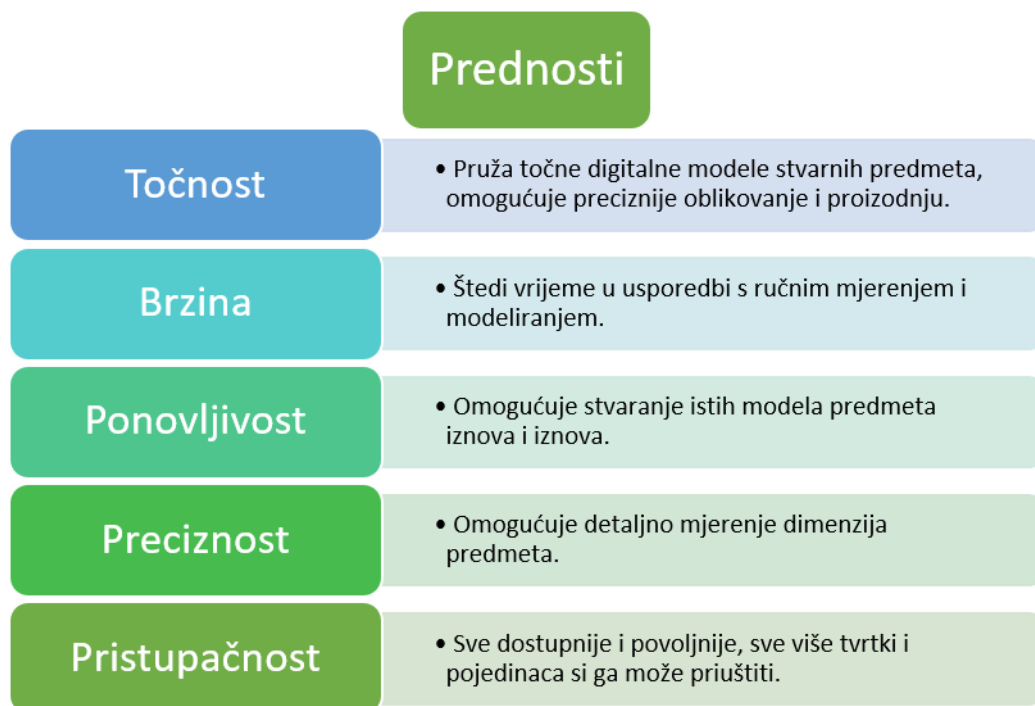 Prednosti
Točnost
• Pruža točne digitalne modele stvarnih predmeta,
omogućuje preciznije oblikovanje i proizodnju.
Brzina
• Štedi vrijeme u usporedbi s ručnim mjerenjem i
modeliranjem.
Ponovljivost
• Omogućuje stvaranje istih modela predmeta
iznova i iznova.
Preciznost
• Omogućuje detaljno mjerenje dimenzija
predmeta.
Pristupačnost
• Sve dostupnije i povoljnije, sve više tvrtki i
pojedinaca si ga može priuštiti.